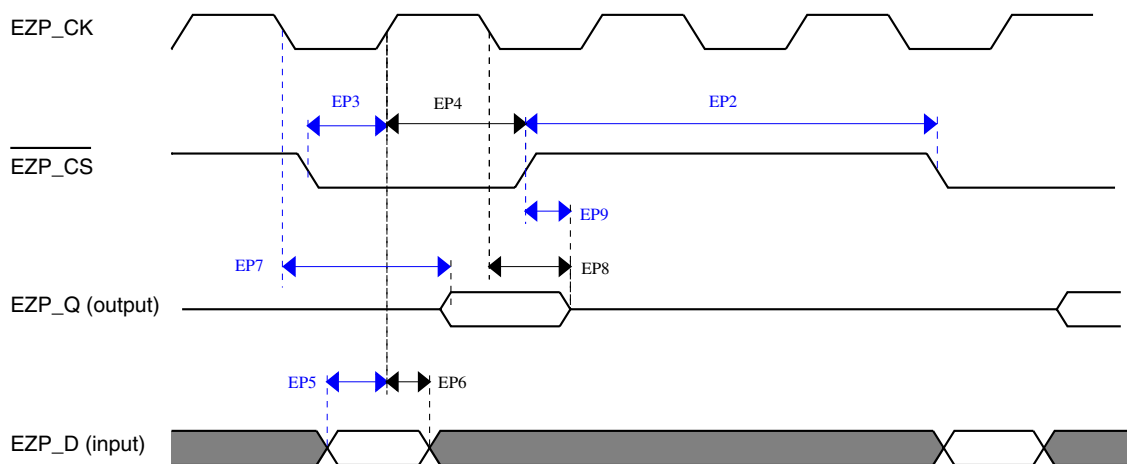 EZP_CK
EP3
EP4
EP2
EZP_CS
EP9
EP7
EP8
EZP_Q (output)
EP5
EP6
EZP_D (input)